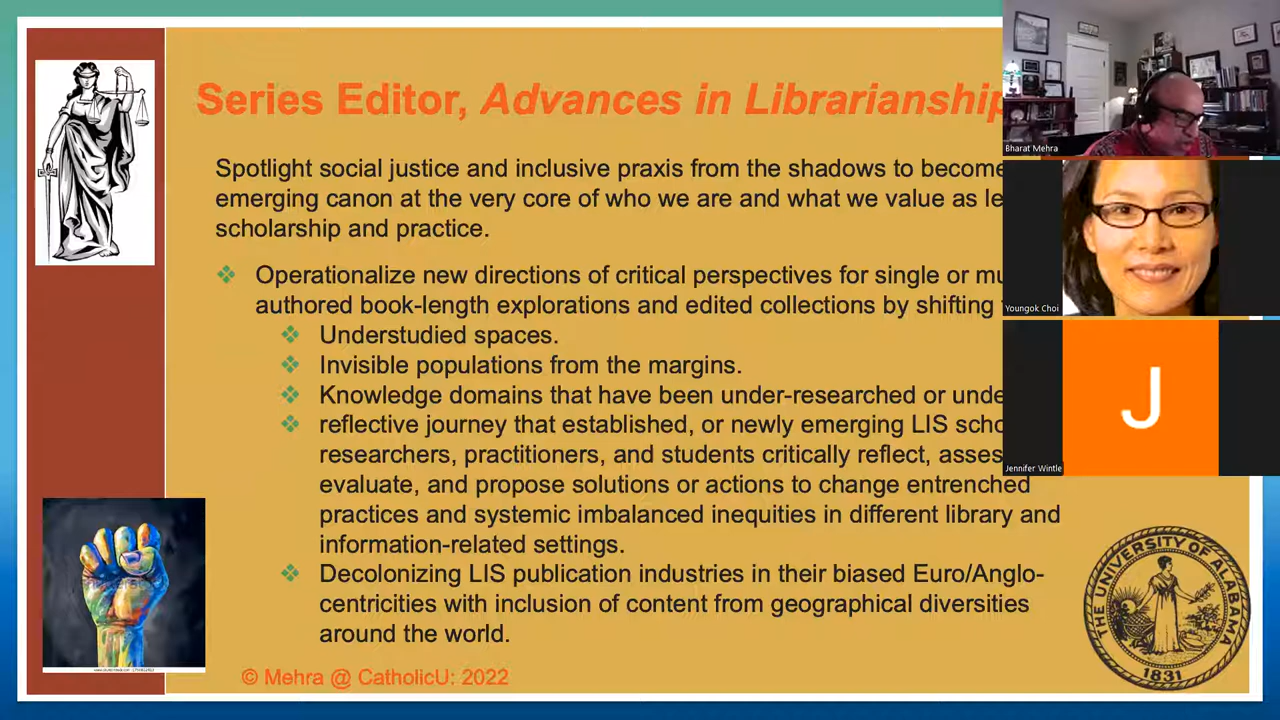 Series Editor, Advances in Librarianship
Spotlight social justice and inclusive praxis from the shadows to become
emerging canon at the very core of who we are and what we value as
scholarship and practice.
❖ Operationalize new directions of critical perspectives for single or
authored book-length explorations and edited collections by shifting
❖ Understudied spaces.
❖ Invisible populations from the margins.
❖ Knowledge domains that have been under-researched or
❖ reflective journey that established, or newly emerging LIS
researchers, practitioners, and students critically reflect,
evaluate, and propose solutions or actions to change entrenched
practices and systemic imbalanced inequities in different library and
information-related settings.
❖ Decolonizing LIS publication industries in their biased Euro/Anglo-
centricities with inclusion of content from geographical diversities
around the world.
© Mehra @ CatholicU: 2022
THE UNIVERSITY OF ALABAMA
1831
Bharat Mehra
Youngok Choi
J
Jennifer Wintle